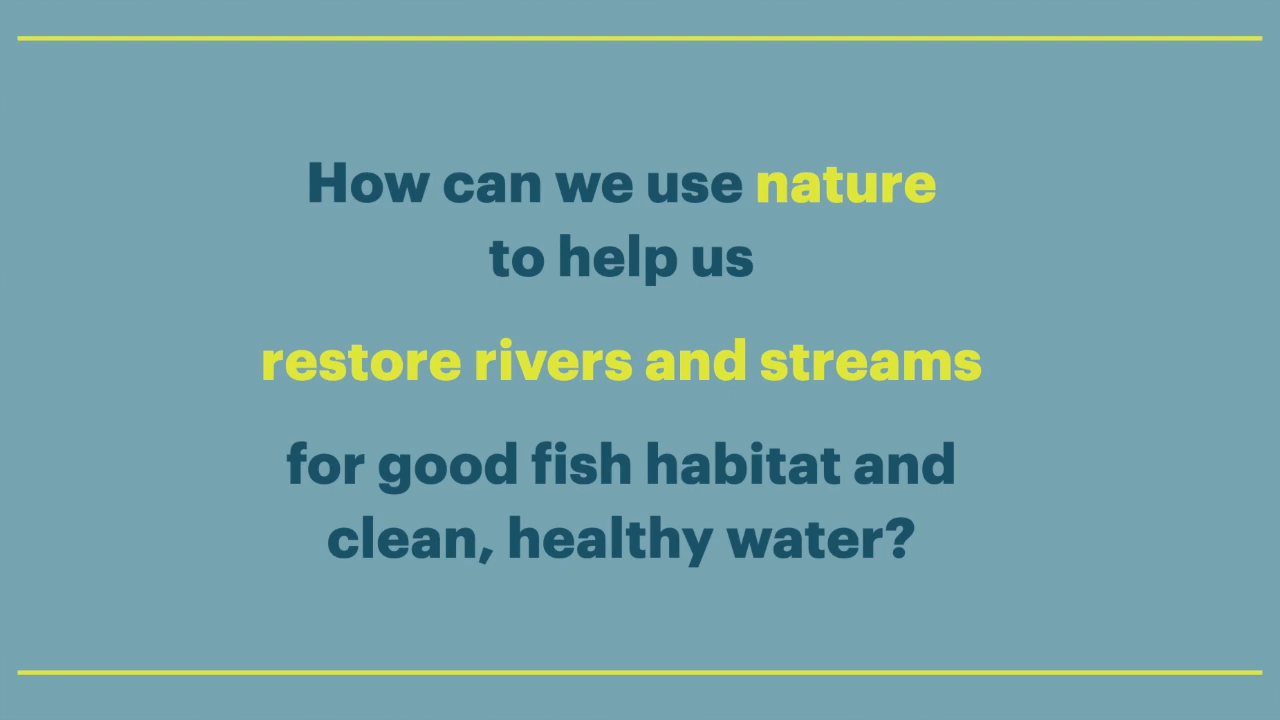 How can we use nature
to help us
restore rivers and streams
for good fish habitat and
clean, healthy water?